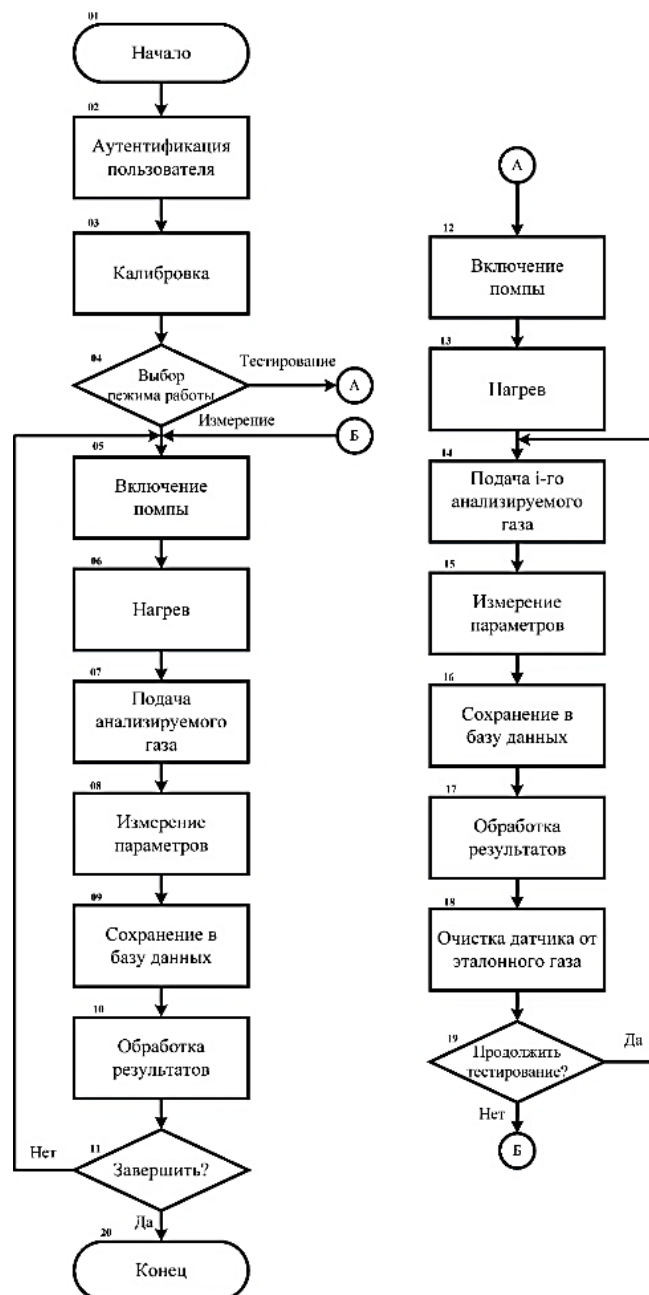 01
Начало
02
Аутентификация
пользователя
03
Калибровка
04
Выбор
режима работы
Тестирование
А
Измерение
Б
05
Включение
помпы
06
Нагрев
07
Подача
анализируемого
газа
08
Измерение
параметров
09
Сохранение в
базу данных
10
Обработка
результатов
11
Завершить?
Нет
Да
20
Конец
А
12
Включение
помпы
13
Нагрев
14
Подача i-го
анализируемого
газа
15
Измерение
параметров
16
Сохранение в
базу данных
17
Обработка
результатов
18
Очистка датчика от
эталонного газа
19
Продолжить
тестирование?
Да
Нет
Б